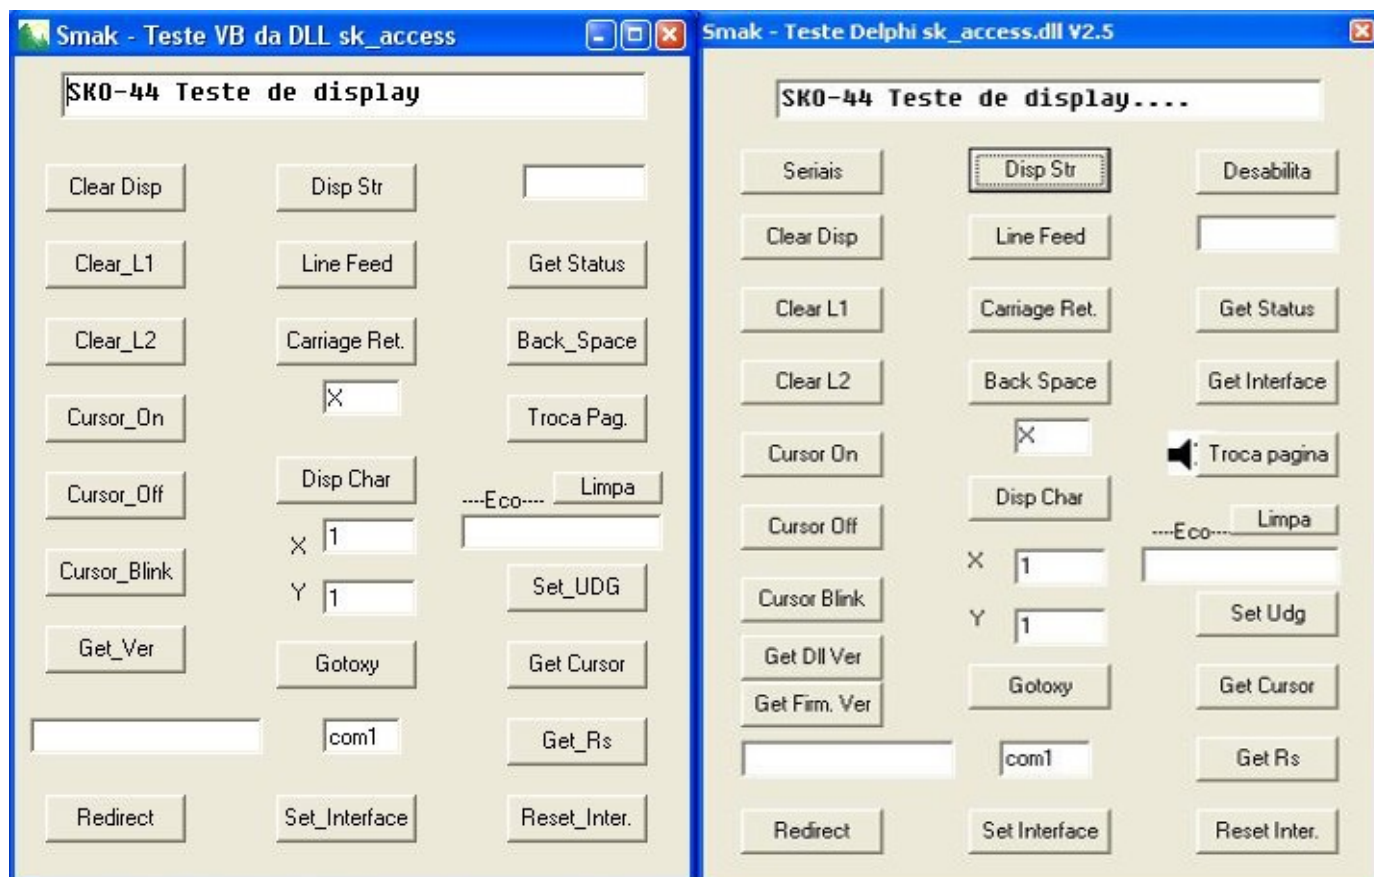 Smak - Teste VB da DLL sk_access
SKO-44 Teste de display
Clear Disp
Disp Str
Clear_L1
Line Feed
Get Status
Clear_L2
Carriage Ret.
Back_Space
X
Cursor_On
Troca Pag.
Disp Char
Cursor_Off
----Eco----
Limpa
X
1
Cursor_Blink
Set_UDG
Y
1
Get_Ver
Gotoxy
Get Cursor
com1
Get_Rs
Redirect
Set_Interface
Reset_Inter.
Smak - Teste Delphi sk_access.dll V2.5
SKO-44 Teste de display....
Seriais
Disp Str
Desabilita
Clear Disp
Line Feed
Clear L1
Carriage Ret.
Get Status
Clear L2
Back Space
Get Interface
X
Cursor On
Troca pagina
Disp Char
Cursor Off
----Eco----
Limpa
X
1
Cursor Blink
Set Udg
Y
1
Get Dll Ver
Gotoxy
Get Cursor
Get Firm. Ver
com1
Get Rs
Redirect
Set Interface
Reset Inter.